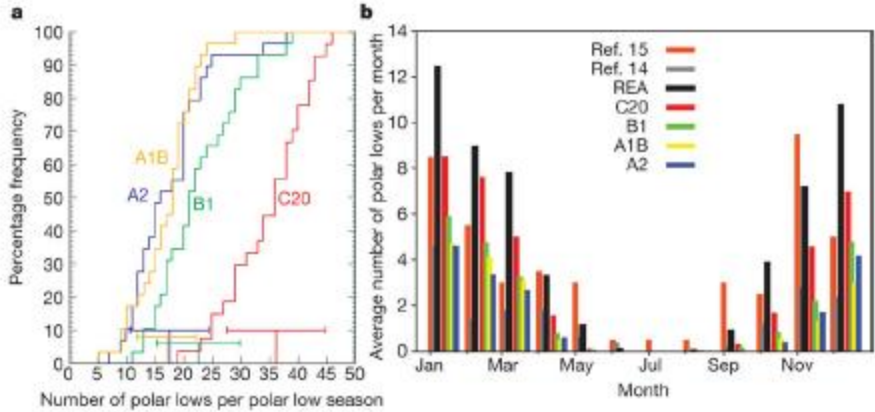 a
100
90
80
70
60
50
40
30
20
10
0
Percentage frequency
A1B
A2
B1
C20
0 5 10 15 20 25 30 35 40 45 50
Number of polar lows per polar low season
b
14
12
10
8
6
4
2
0
Average number of polar lows per month
Ref. 15
Ref. 14
REA
C20
B1
A1B
A2
Jan Mar May Jul Sep Nov
Month